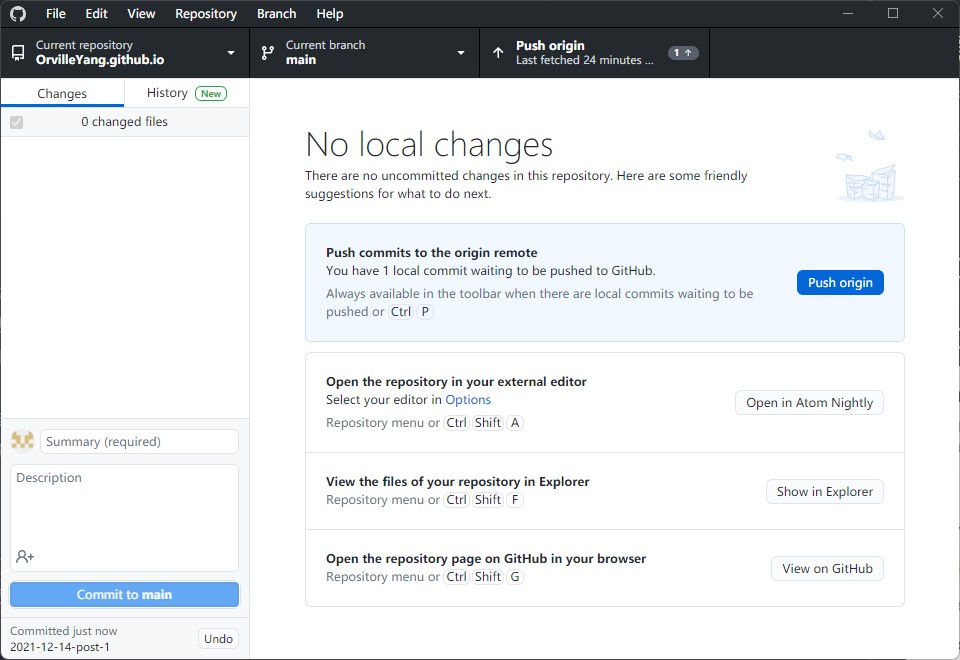 File Edit View Repository Branch Help
Current repository
OrvilleYang.github.io
Current branch
main
Push origin
Last fetched 24 minutes ...
1
Changes
History New
0 changed files
No local changes
There are no uncommitted changes in this repository. Here are some friendly
suggestions for what to do next.
Push commits to the origin remote
You have 1 local commit waiting to be pushed to GitHub.
Always available in the toolbar when there are local commits waiting to be
pushed or Ctrl P
Push origin
Open the repository in your external editor
Select your editor in Options
Repository menu or Ctrl Shift A
Open in Atom Nightly
View the files of your repository in Explorer
Repository menu or Ctrl Shift F
Show in Explorer
Open the repository page on GitHub in your browser
Repository menu or Ctrl Shift G
View on GitHub
Summary (required)
Description
Commit to main
Committed just now
2021-12-14-post-1
Undo